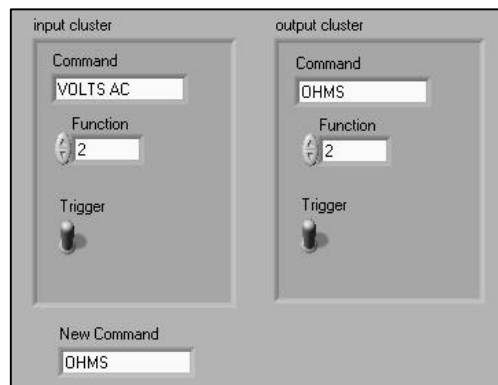 input cluster
Command
VOLTS AC
Function
2
Trigger
output cluster
Command
OHMS
Function
2
Trigger
New Command
OHMS